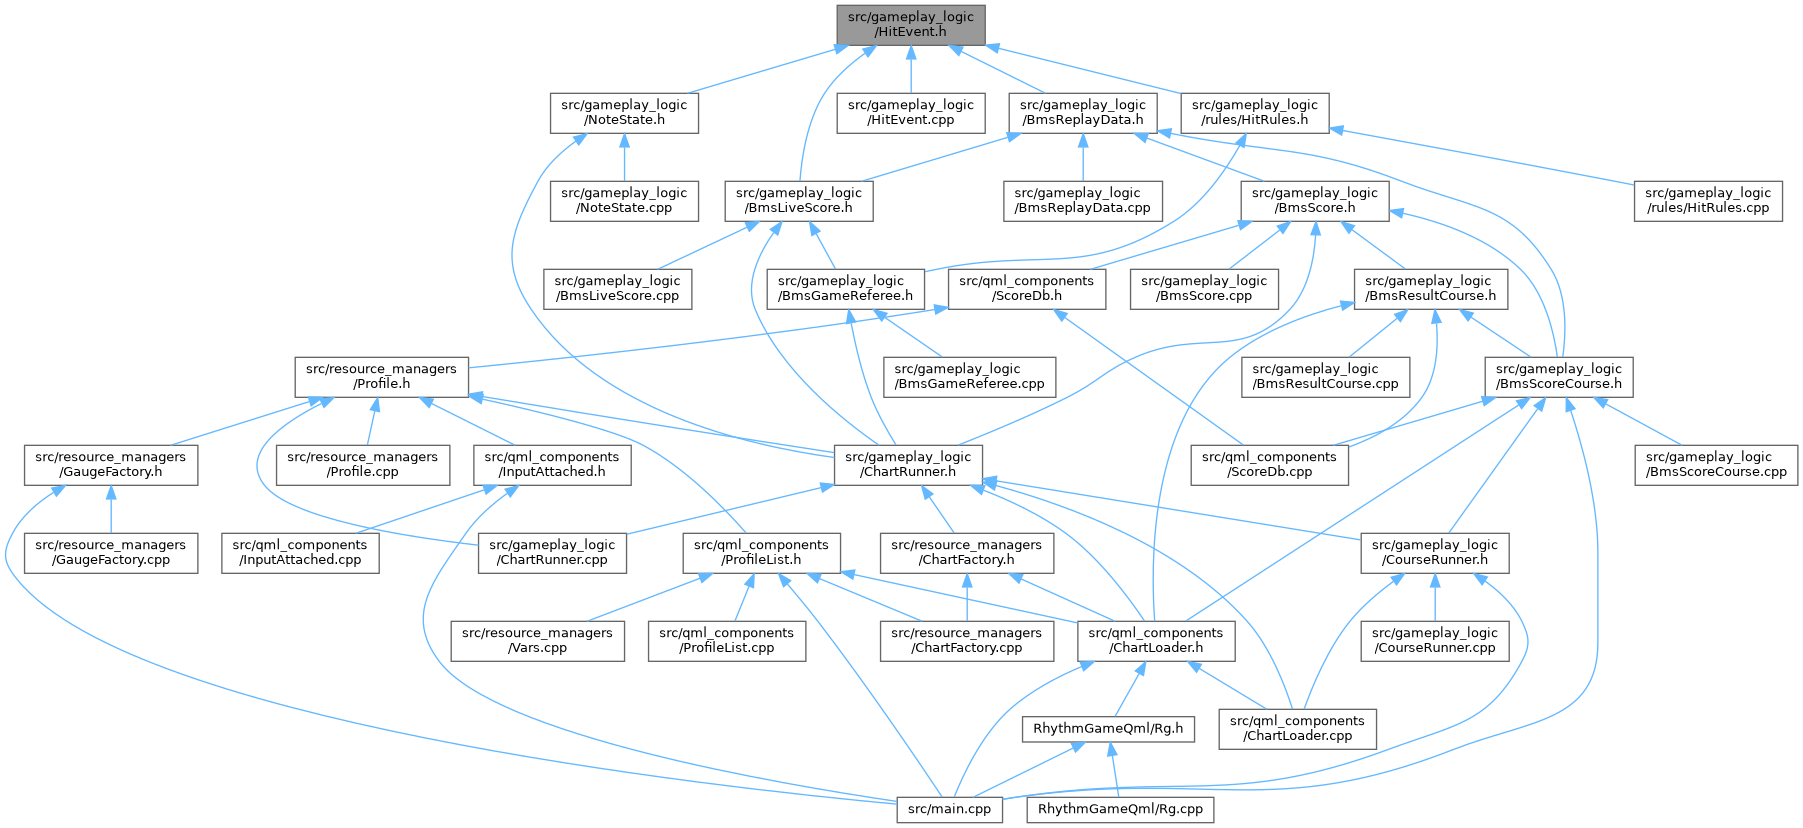 src/gameplay_logic
/HitEvent.h
src/gameplay_logic
/NoteState.h
src/gameplay_logic
/HitEvent.cpp
src/gameplay_logic
/BmsReplayData.h
src/gameplay_logic
/rules/HitRules.h
src/gameplay_logic
/NoteState.cpp
src/gameplay_logic
/BmsLiveScore.h
src/gameplay_logic
/BmsReplayData.cpp
src/gameplay_logic
/BmsScore.h
src/gameplay_logic
/rules/HitRules.cpp
src/gameplay_logic
/BmsLiveScore.cpp
src/gameplay_logic
/BmsGameReferee.h
src/qml_components
/ScoreDb.h
src/gameplay_logic
/BmsScore.cpp
src/gameplay_logic
/BmsResultCourse.h
src/resource_managers
/Profile.h
src/gameplay_logic
/BmsGameReferee.cpp
src/gameplay_logic
/BmsResultCourse.cpp
src/gameplay_logic
/BmsScoreCourse.h
src/resource_managers
/GaugeFactory.h
src/resource_managers
/Profile.cpp
src/qml_components
/InputAttached.h
src/gameplay_logic
/ChartRunner.h
src/qml_components
/ScoreDb.cpp
src/gameplay_logic
/BmsScoreCourse.cpp
src/resource_managers
/GaugeFactory.cpp
src/qml_components
/InputAttached.cpp
src/gameplay_logic
/ChartRunner.cpp
src/qml_components
/ProfileList.h
src/resource_managers
/ChartFactory.h
src/gameplay_logic
/CourseRunner.h
src/resource_managers
/Vars.cpp
src/qml_components
/ProfileList.cpp
src/resource_managers
/ChartFactory.cpp
src/qml_components
/ChartLoader.h
src/gameplay_logic
/CourseRunner.cpp
RhythmGameQml/Rg.h
src/qml_components
/ChartLoader.cpp
src/main.cpp
RhythmGameQml/Rg.cpp